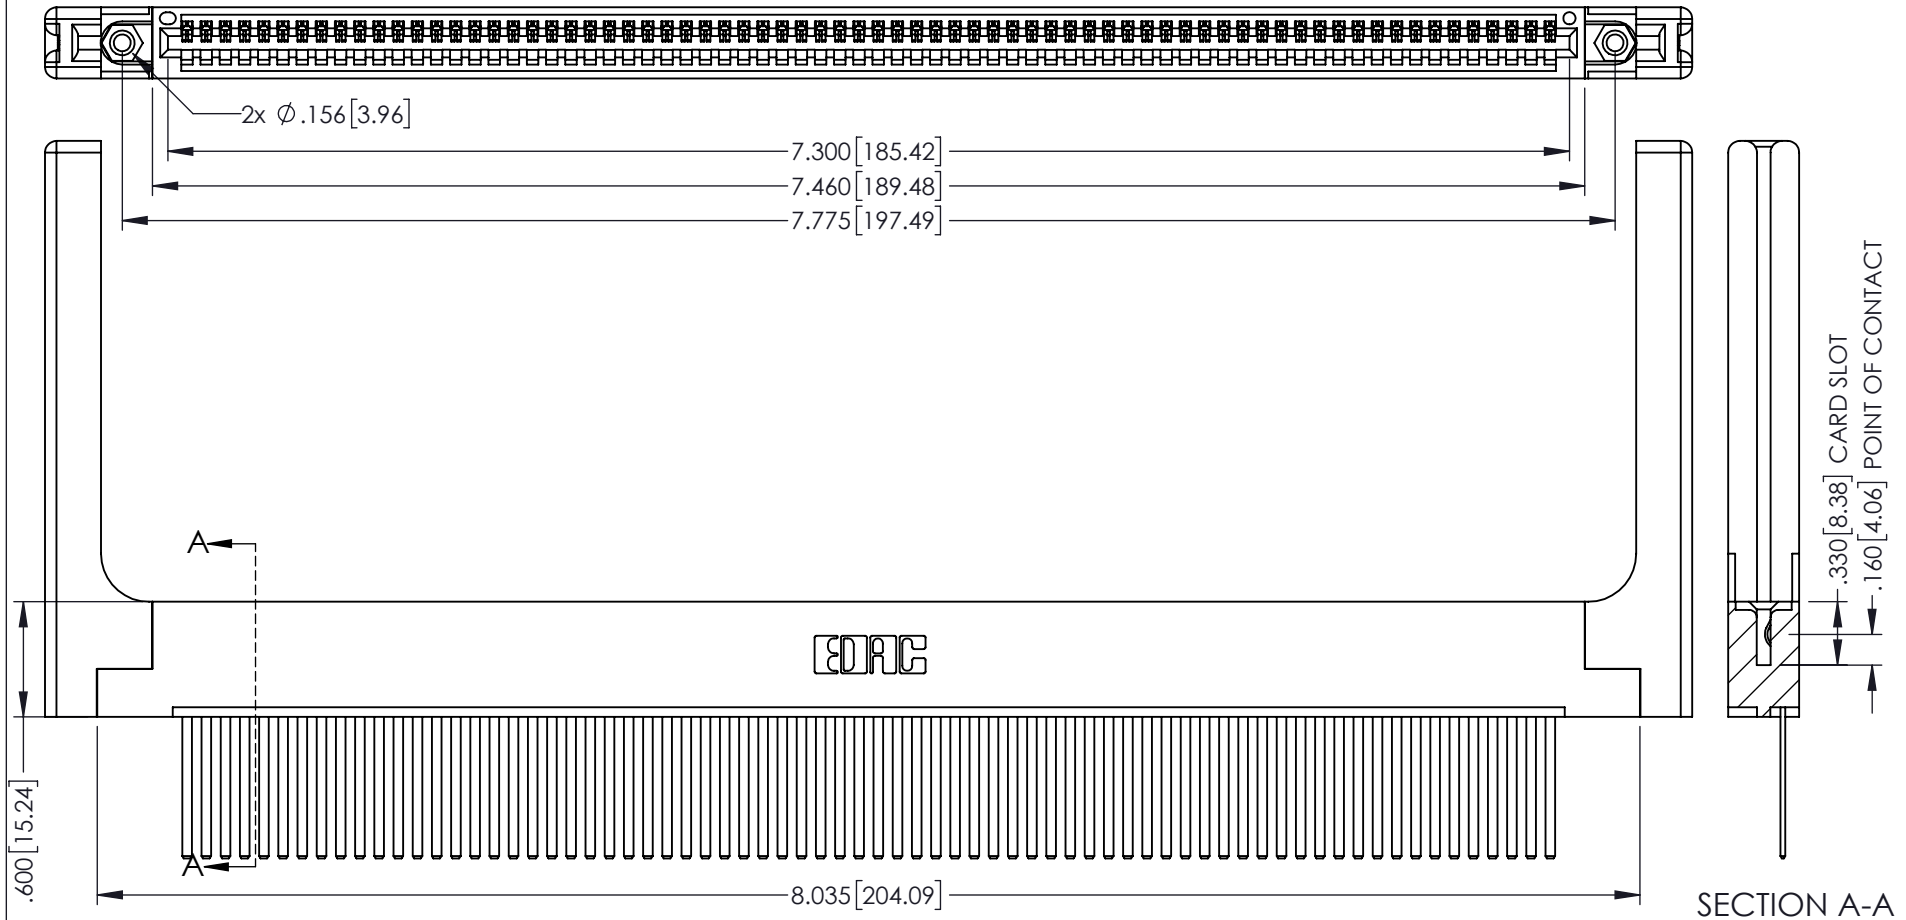 2x Ø.156[3.96]
7.300[185.42]
7.460[189.48]
7.775[197.49]
.330[8.38] CARD SLOT
.160[4.06] POINT OF CONTACT
A
EDAC
.600[15.24]
A
8.035[204.09]
SECTION A-A